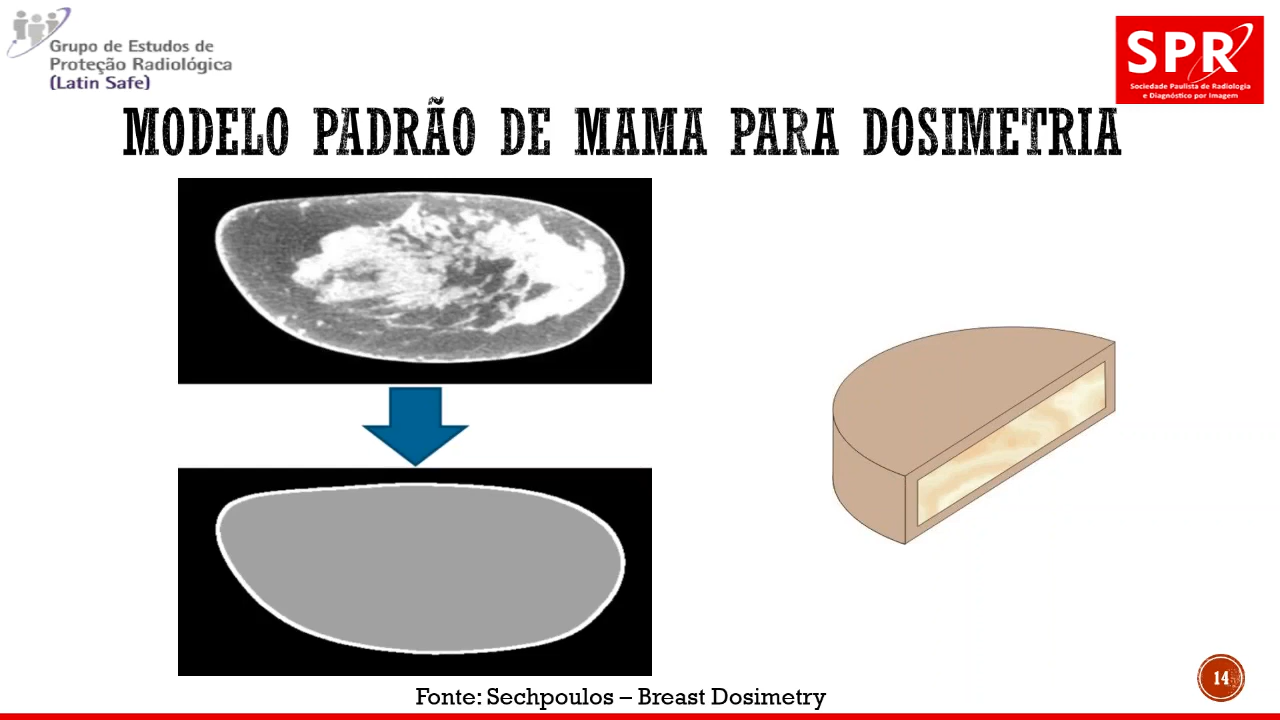 Grupo de Estudos de
Proteção Radiológica
(Latin Safe)
SPR
Sociedade Paulista de Radiologia
e Diagnóstico por Imagem
MODELO PADRÃO DE MAMA PARA DOSIMETRIA
Fonte: Sechpoulos – Breast Dosimetry
14